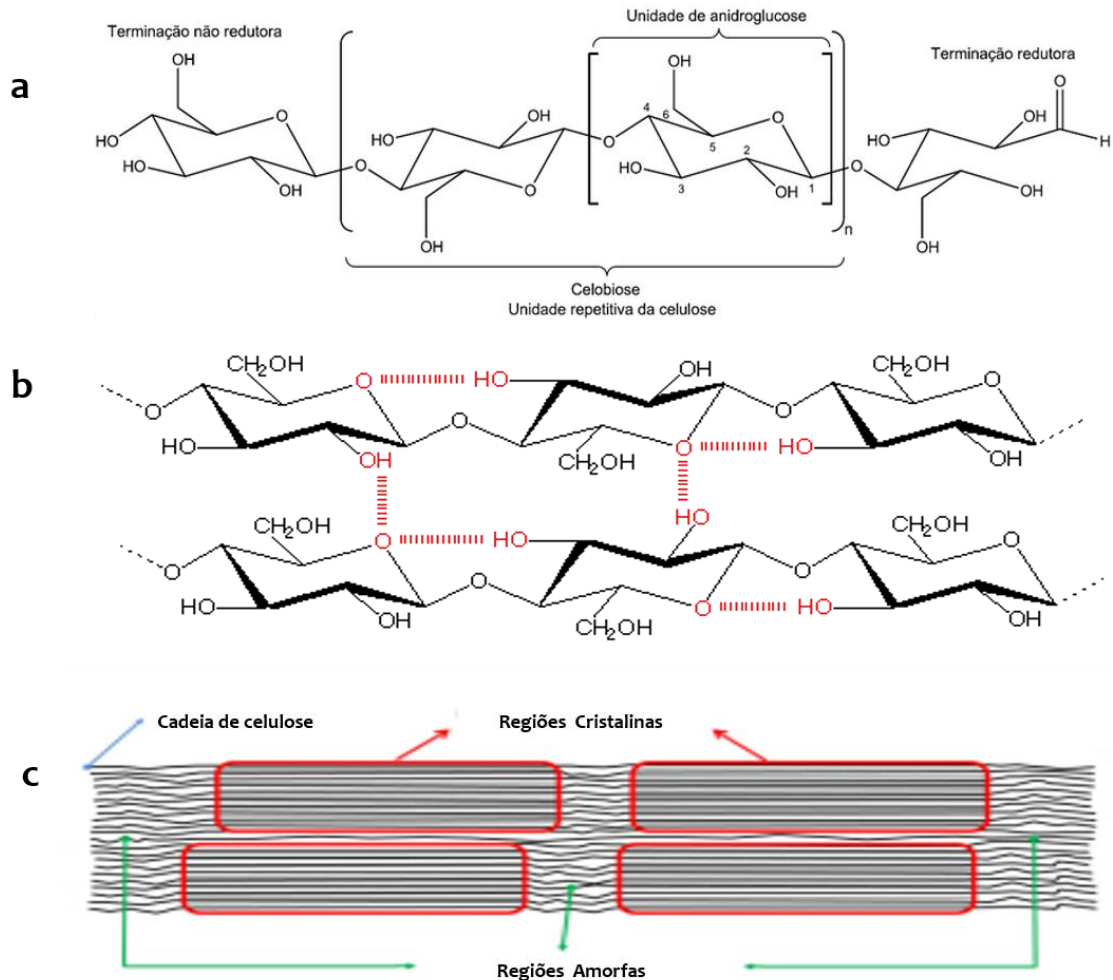 a
Terminação não redutora
Unidade de anidroglucose
Terminação redutora
OH
OH
O
HO
OH
4
6
O
OH
HO
O
HO
O
5
2
HO
H
HO
OH
O
O
HO
3
OH
1
O
OH
OH
OH
n
OH
Celobiose
Unidade repetitiva da celulose
b
CH2OH
O
HO
OH
CH2OH
O
O
O
O
HO
OH
CH2OH
O
HO
OH
CH2OH
O
HO
HO
CH2OH
O
O
O
O
HO
OH
CH2OH
O
HO
OH
c
Cadeia de celulose
Regiões Cristalinas
Regiões Amorfas